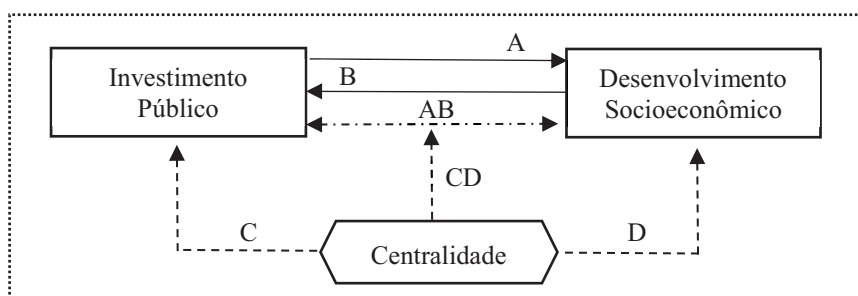 A
Investimento
Público
B
Desenvolvimento
Socioeconômico
AB
CD
C
Centralidade
D